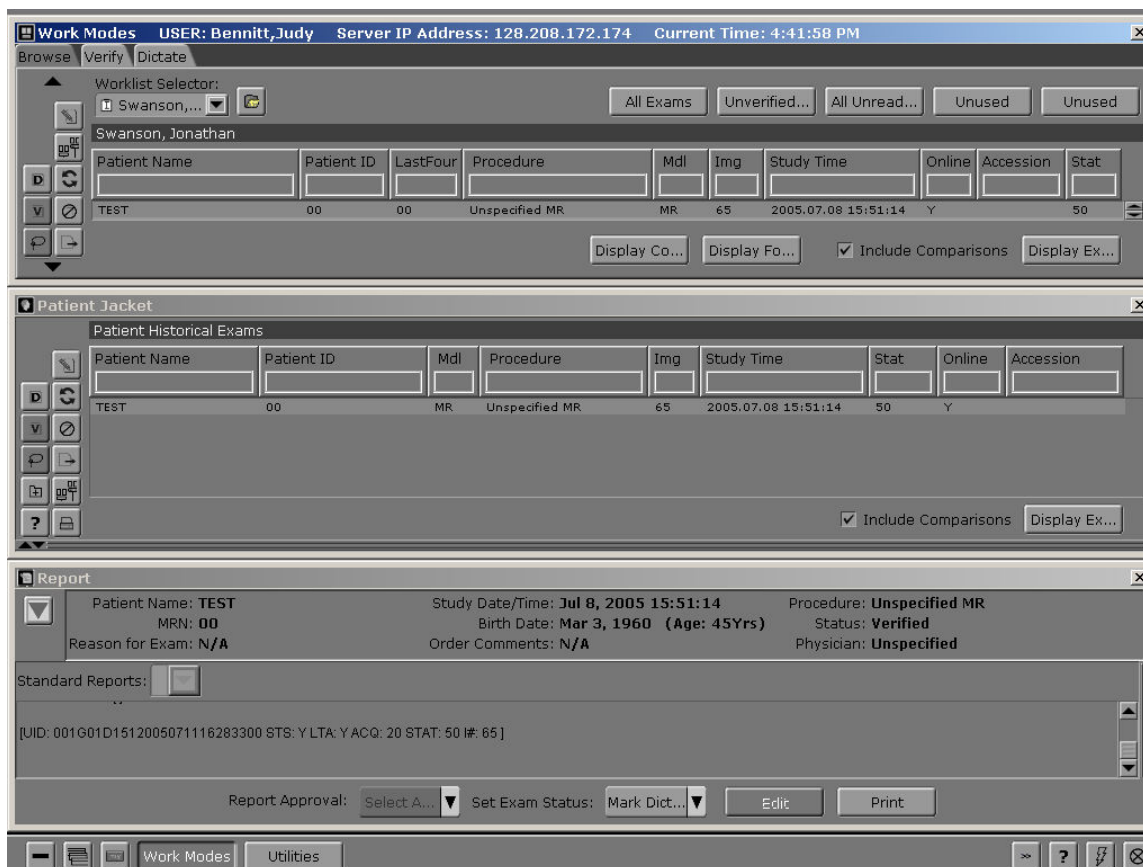 Work Modes USER: Bennitt,Judy Server IP Address: 128.208.172.174 Current Time: 4:41:58 PM
Browse Verify Dictate
Worklist Selector:
Swanson,...
All Exams Unverified... All Unread... Unused Unused
Swanson, Jonathan
Patient Name Patient ID LastFour Procedure Mdl Img Study Time Online Accession Stat
D
V TEST 00 00 Unspecified MR MR 65 2005.07.08 15:51:14 Y 50
Display Co... Display Fo... Include Comparisons Display Ex...
Patient Jacket
Patient Historical Exams
Patient Name Patient ID Mdl Procedure Img Study Time Stat Online Accession
D
TEST 00 MR Unspecified MR 65 2005.07.08 15:51:14 50 Y
V
?
Include Comparisons Display Ex...
Report
Patient Name: TEST Study Date/Time: Jul 8, 2005 15:51:14 Procedure: Unspecified MR
MRN: 00 Birth Date: Mar 3, 1960 (Age: 45Yrs) Status: Verified
Reason for Exam: N/A Order Comments: N/A Physician: Unspecified
Standard Reports:
[UID: 001G01D1512005071116283300 STS: Y LTA: Y ACQ: 20 STAT: 50 I#: 65 ]
Report Approval: Select A... Set Exam Status: Mark Dict... Edit Print
Work Modes Utilities » ?